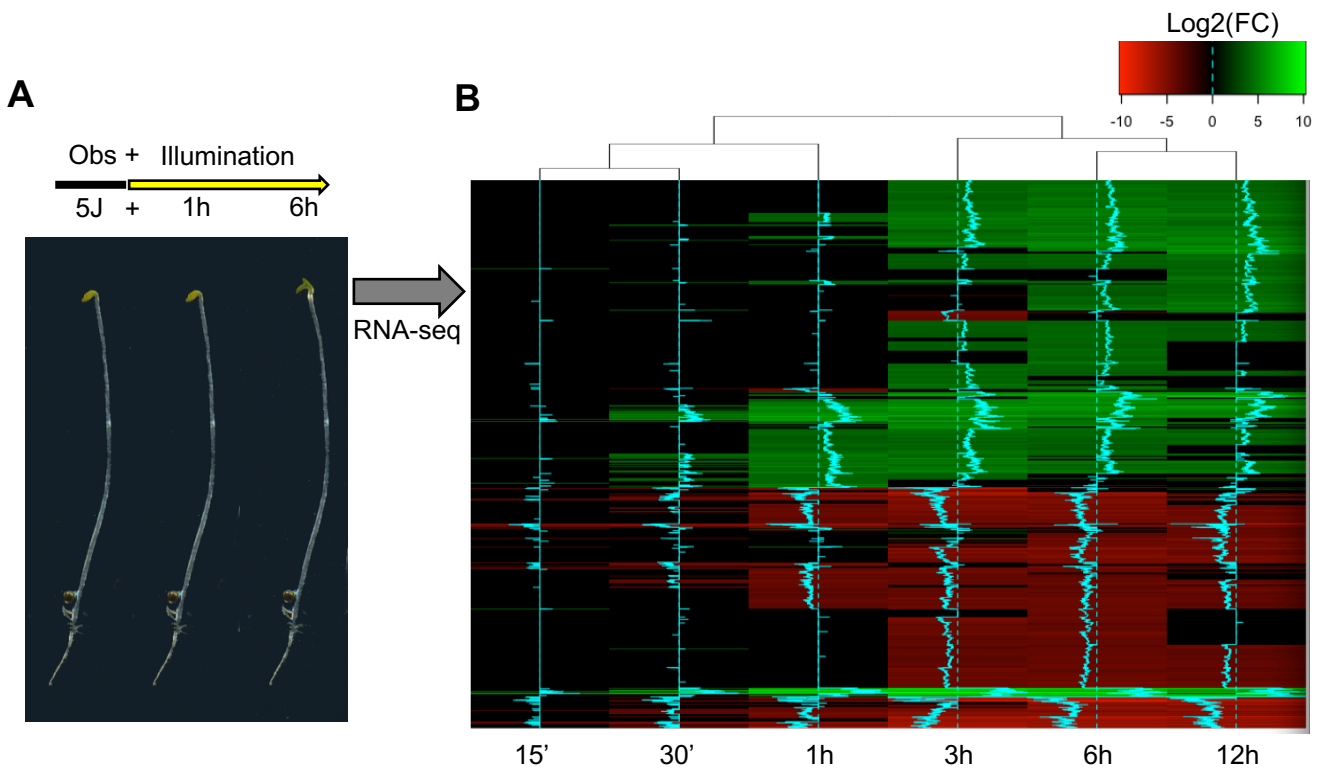 A
Obs + Illumination
5J + 1h 6h
RNA-seq
B
Log2(FC)
-10 -5 0 5 10
15’ 30’ 1h 3h 6h 12h